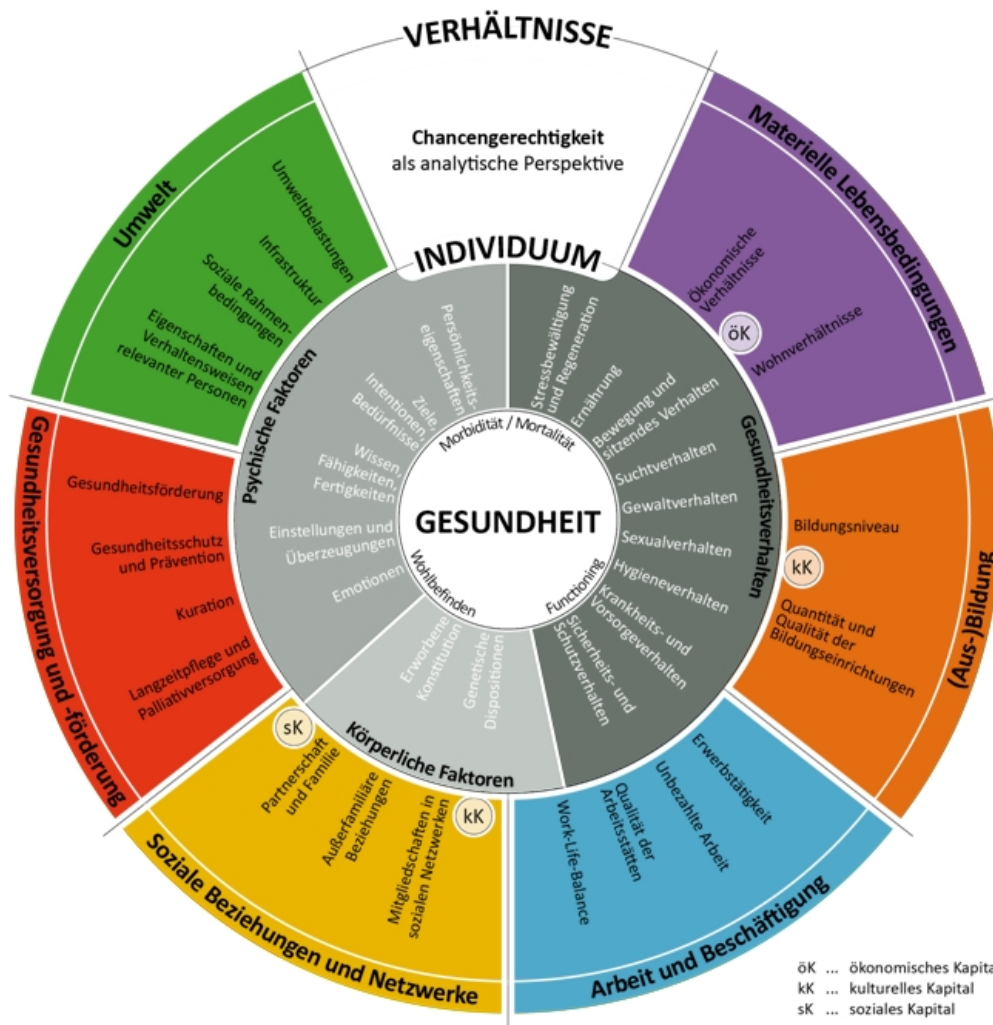 VERHÄLTNISSE
Chancengerechtigkeit
als analytische Perspektive
INDIVIDUUM
Materielle Lebensbedingungen
Ökonomische
Verhältnisse
öK
Wohnverhältnisse
(Aus-)Bildung
Bildungsniveau
kK
Quantität und
Qualität der
Bildungseinrichtungen
Arbeit und Beschäftigung
Erwerbstätigkeit
Unbezahlte Arbeit
Qualität der
Arbeitsstätten
Work-Life-Balance
Soziale Beziehungen und Netzwerke
kK
Mitgliedschaften in
sozialen Netzwerken
Außerfamiliäre
Beziehungen
Partnerschaft
und Familie
sK
Gesundheitsversorgung und -förderung
Gesundheitsförderung
Gesundheitsschutz
und Prävention
Kuration
Langzeitpflege und
Palliativversorgung
Umwelt
Umweltbelastungen
Infrastruktur
Soziale Rahmen-
bedingungen
Eigenschaften und
Verhaltensweisen
relevanter Personen
Gesundheitsverhalten
Stressbewältigung
und Regeneration
Ernährung
Bewegung und
sitzendes Verhalten
Suchtverhalten
Gewaltverhalten
Sexualverhalten
Hygieneverhalten
Krankheits- und
Vorsorgeverhalten
Sicherheits- und
Schutzverhalten
Körperliche Faktoren
Genetische
Dispositionen
Erworbene
Konstitution
Psychische Faktoren
Persönlichkeits-
eigenschaften
Ziele,
Intentionen,
Bedürfnisse
Wissen,
Fähigkeiten,
Fertigkeiten
Einstellungen und
Überzeugungen
Emotionen
Morbidität / Mortalität
GESUNDHEIT
Wohlbefinden
Functioning
öK ... ökonomisches Kapita
kK ... kulturelles Kapital
sK ... soziales Kapital